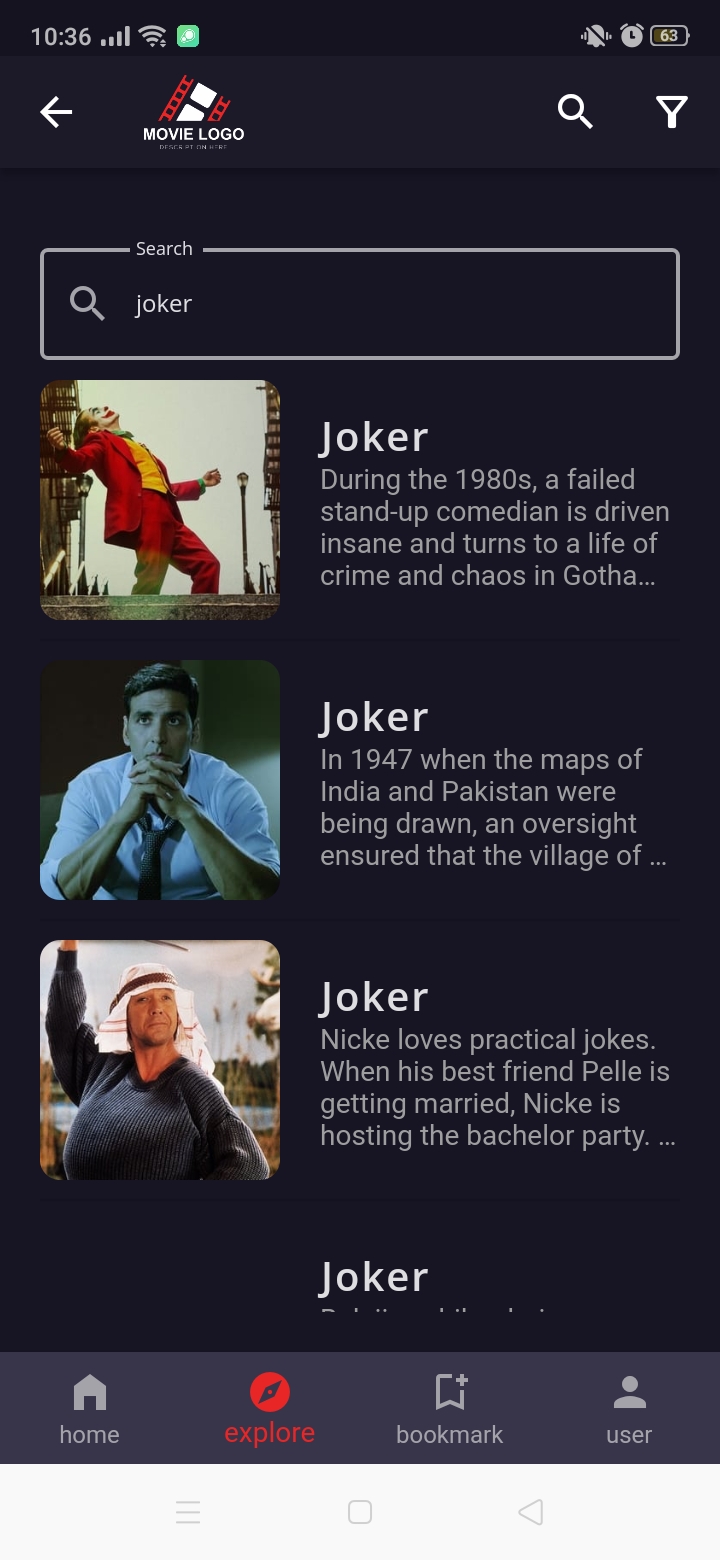 10:36
63
MOVIE LOGO
DESCRIPTION HERE
Search
joker
Joker
During the 1980s, a failed
stand-up comedian is driven
insane and turns to a life of
crime and chaos in Gotha…
Joker
In 1947 when the maps of
India and Pakistan were
being drawn, an oversight
ensured that the village of …
Joker
Nicke loves practical jokes.
When his best friend Pelle is
getting married, Nicke is
hosting the bachelor party. …
Joker
home
explore
bookmark
user